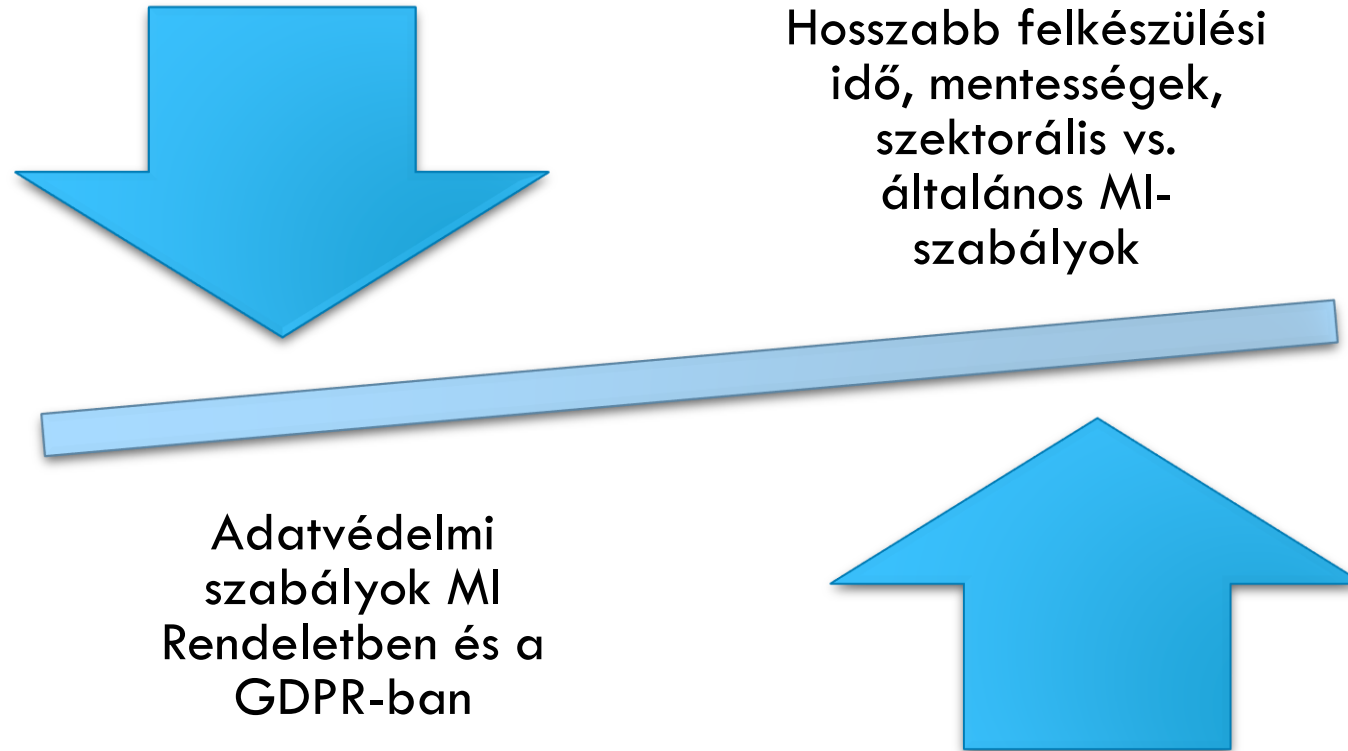 Hosszabb felkészülési
idő, mentességek,
szektorális vs.
általános MI-
szabályok
Adatvédelmi
szabályok MI
Rendeletben és a
GDPR-ban